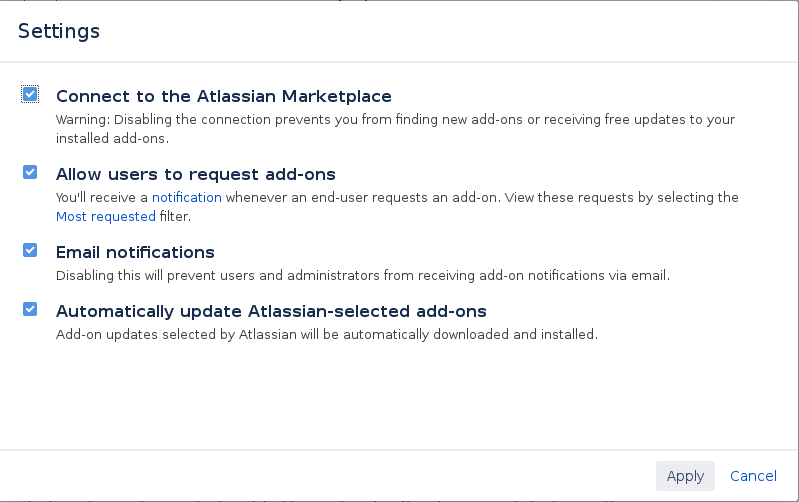 Settings
Connect to the Atlassian Marketplace
Warning: Disabling the connection prevents you from finding new add-ons or receiving free updates to your
installed add-ons.
Allow users to request add-ons
You'll receive a notification whenever an end-user requests an add-on. View these requests by selecting the
Most requested filter.
Email notifications
Disabling this will prevent users and administrators from receiving add-on notifications via email.
Automatically update Atlassian-selected add-ons
Add-on updates selected by Atlassian will be automatically downloaded and installed.
Apply Cancel